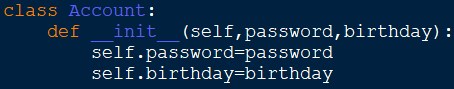 class Account:
    def __init__(self,password,birthday):
        self.password=password
        self.birthday=birthday